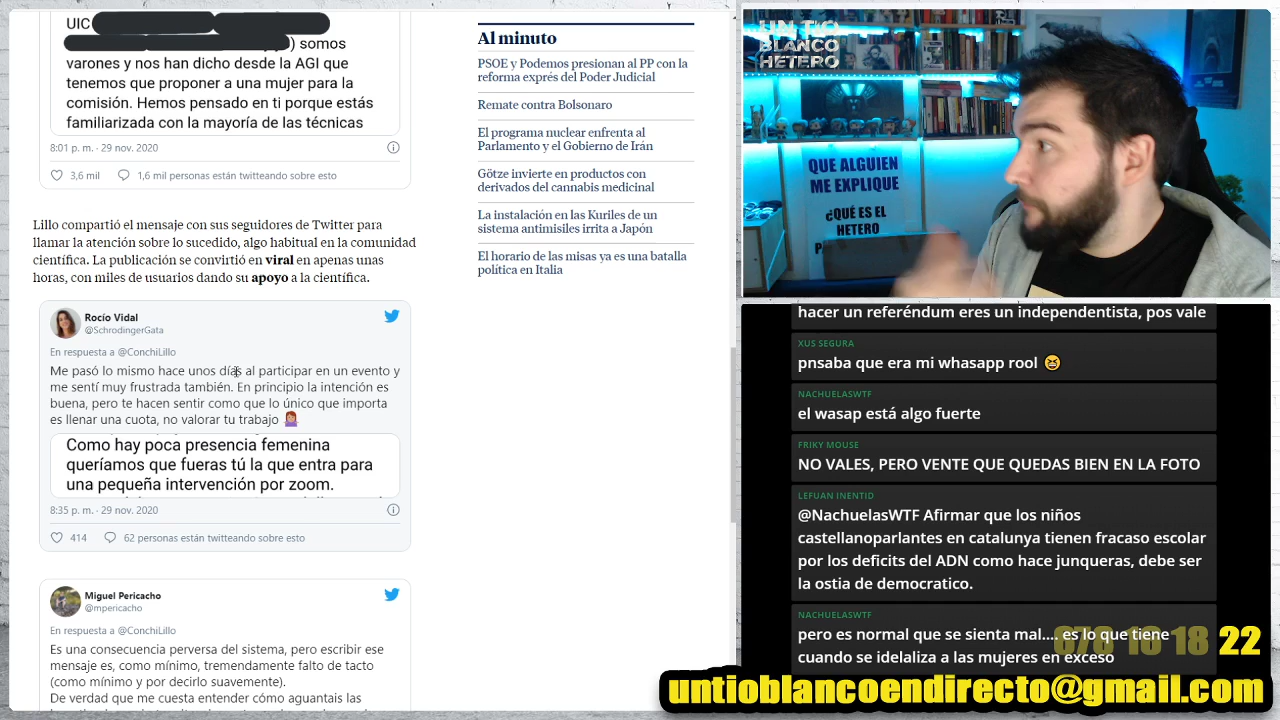 UIC
) somos
varones y nos han dicho desde la AGI que
tenemos que proponer a una mujer para la
comisión. Hemos pensado en ti porque estás
familiarizada con la mayoría de las técnicas
8:01 p. m. · 29 nov. 2020
3,6 mil
1,6 mil personas están twitteando sobre esto
Lillo compartió el mensaje con sus seguidores de Twitter para
llamar la atención sobre lo sucedido, algo habitual en la comunidad
científica. La publicación se convirtió en viral en apenas unas
horas, con miles de usuarios dando su apoyo a la científica.
Rocío Vidal
@SchrodingerGata
En respuesta a @ConchiLillo
Me pasó lo mismo hace unos días al participar en un evento y
me sentí muy frustrada también. En principio la intención es
buena, pero te hacen sentir como que lo único que importa
es llenar una cuota, no valorar tu trabajo
Como hay poca presencia femenina
queríamos que fueras tú la que entra para
una pequeña intervención por zoom.
8:35 p. m. · 29 nov. 2020
414
62 personas están twitteando sobre esto
Miguel Pericacho
@mpericacho
En respuesta a @ConchiLillo
Es una consecuencia perversa del sistema, pero escribir ese
mensaje es, como mínimo, tremendamente falto de tacto
(como mínimo y por decirlo suavemente).
De verdad que me cuesta entender cómo aguantais las
Al minuto
PSOE y Podemos presionan al PP con la
reforma exprés del Poder Judicial
Remate contra Bolsonaro
El programa nuclear enfrenta al
Parlamento y el Gobierno de Irán
Götze invierte en productos con
derivados del cannabis medicinal
La instalación en las Kuriles de un
sistema antimisiles irrita a Japón
El horario de las misas ya es una batalla
política en Italia
UN TIO
BLANCO
HETERO
QUE ALGUIEN
ME EXPLIQUE
¿QUÉ ES EL
HETERO
hacer un referéndum eres un independentista, pos vale
XUS SEGURA
pnsaba que era mi whasapp rool 😆
NACHUELASWTF
el wasap está algo fuerte
FRIKY MOUSE
NO VALES, PERO VENTE QUE QUEDAS BIEN EN LA FOTO
LEFUAN INENTID
@NachuelasWTF Afirmar que los niños
castellanoparlantes en catalunya tienen fracaso escolar
por los deficits del ADN como hace junqueras, debe ser
la ostia de democratico.
NACHUELASWTF
pero es normal que se sienta mal.... es lo que tiene
cuando se idelaliza a las mujeres en exceso
22
untioblancoendirecto@gmail.com